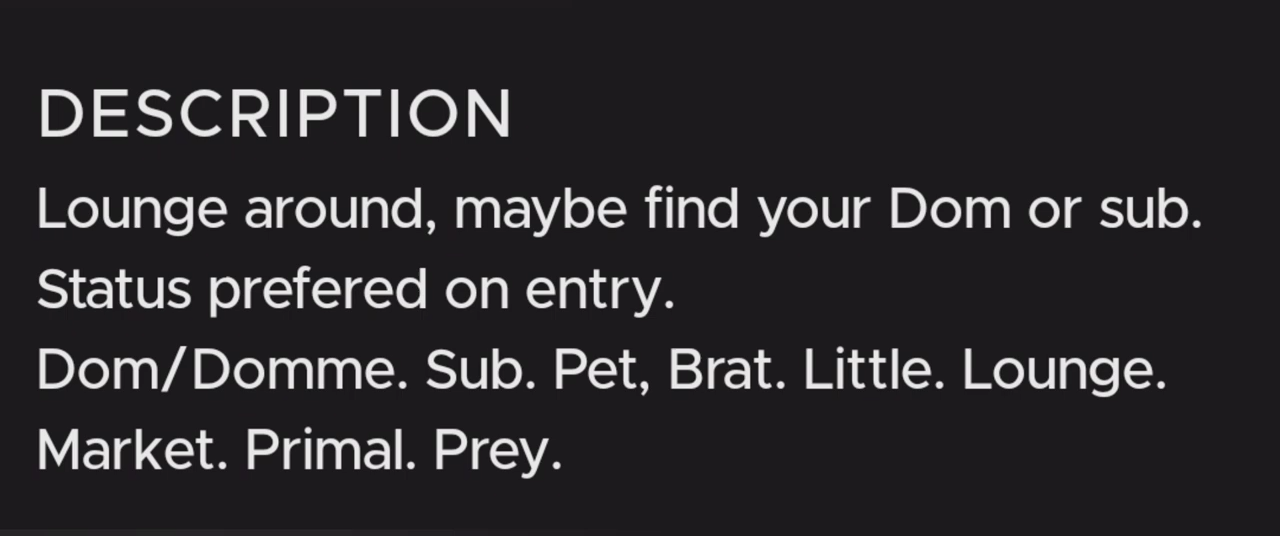 DESCRIPTION
Lounge around, maybe find your Dom or sub.
Status prefered on entry.
Dom/Domme. Sub. Pet, Brat. Little. Lounge.
Market. Primal. Prey.